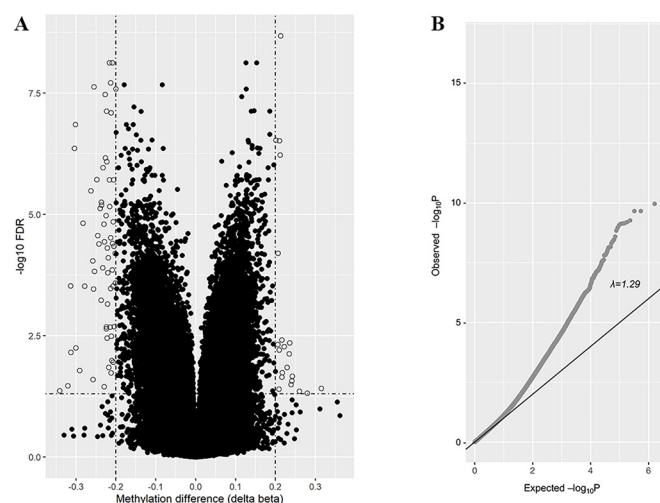 A
-log10 FDR
7.5
5.0
2.5
0.0
-0.3 -0.2 -0.1 0.0 0.1 0.2 0.3
Methylation difference (delta beta)
B
Observed −log10P
15
10
5
0
λ=1.29
0 2 4 6
Expected −log10P